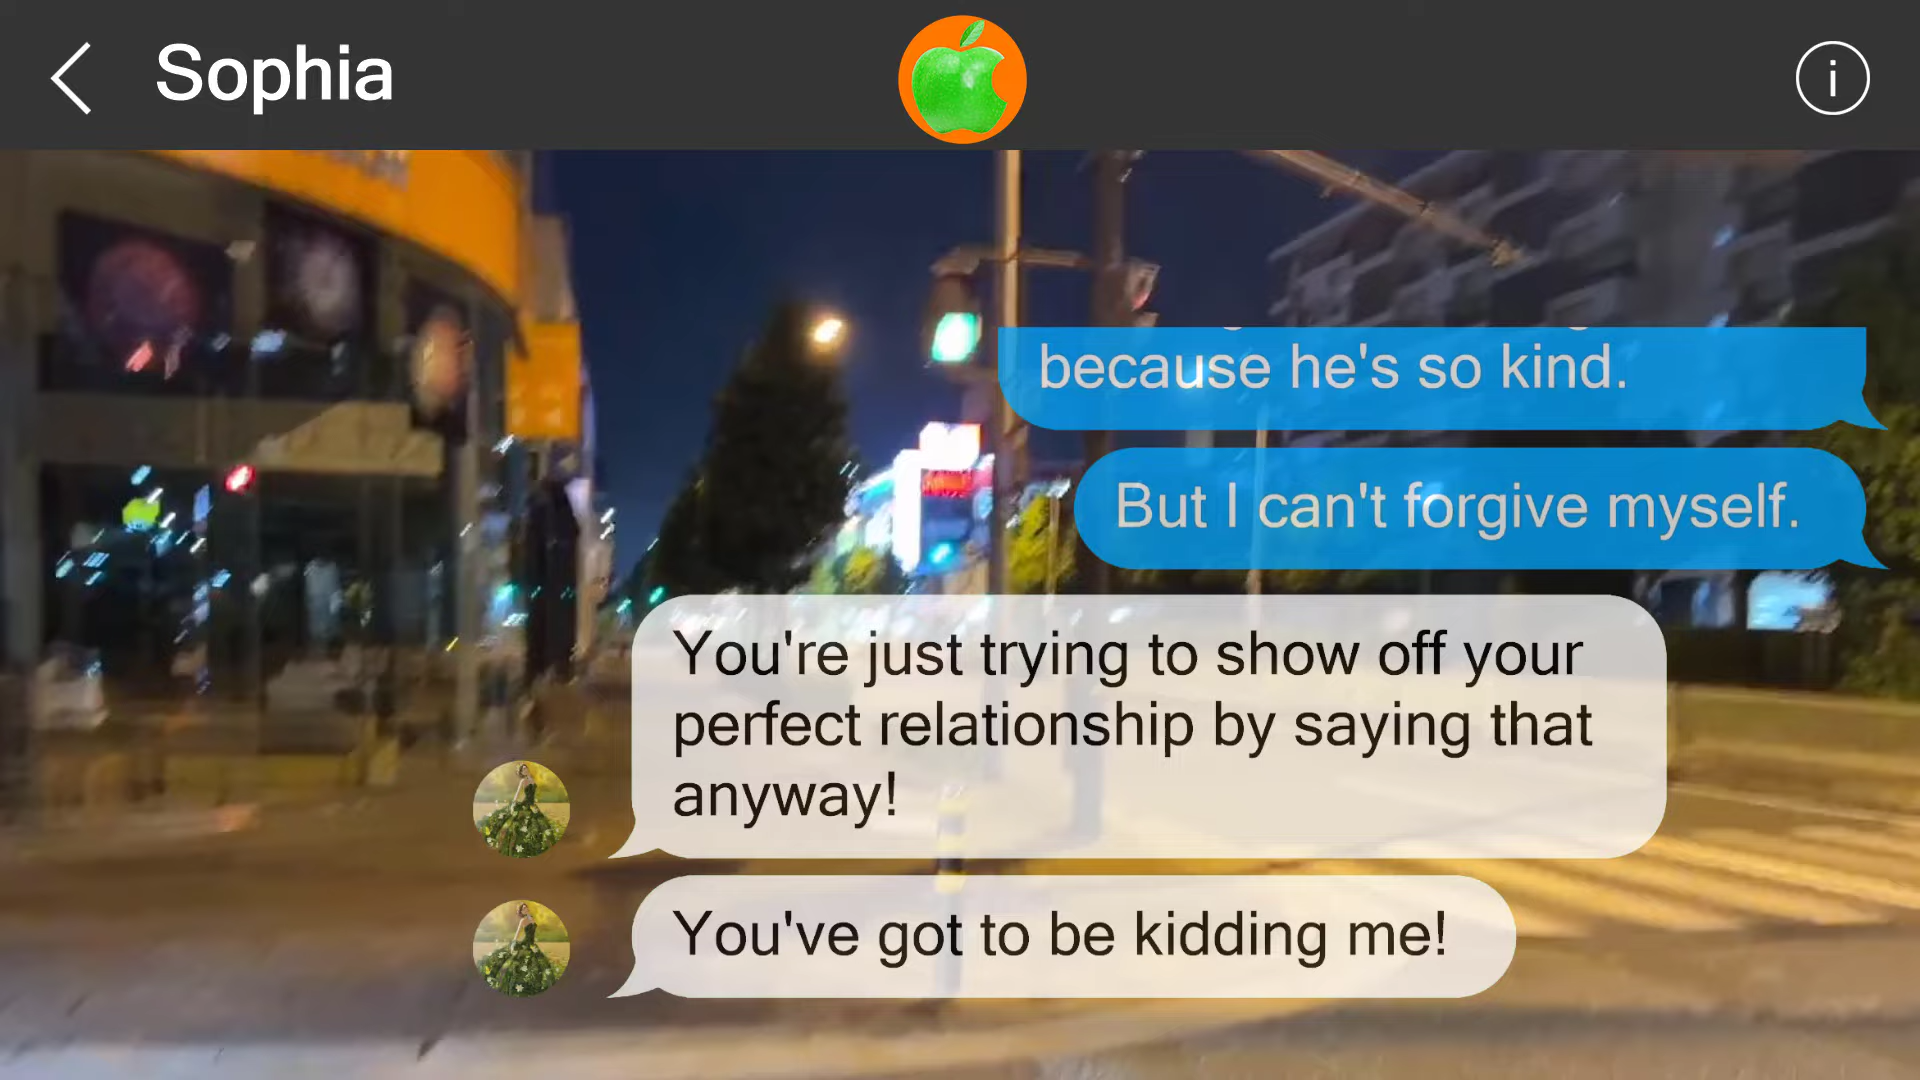 Sophia
i
because he's so kind.
But I can't forgive myself.
You're just trying to show off your
perfect relationship by saying that
anyway!
You've got to be kidding me!